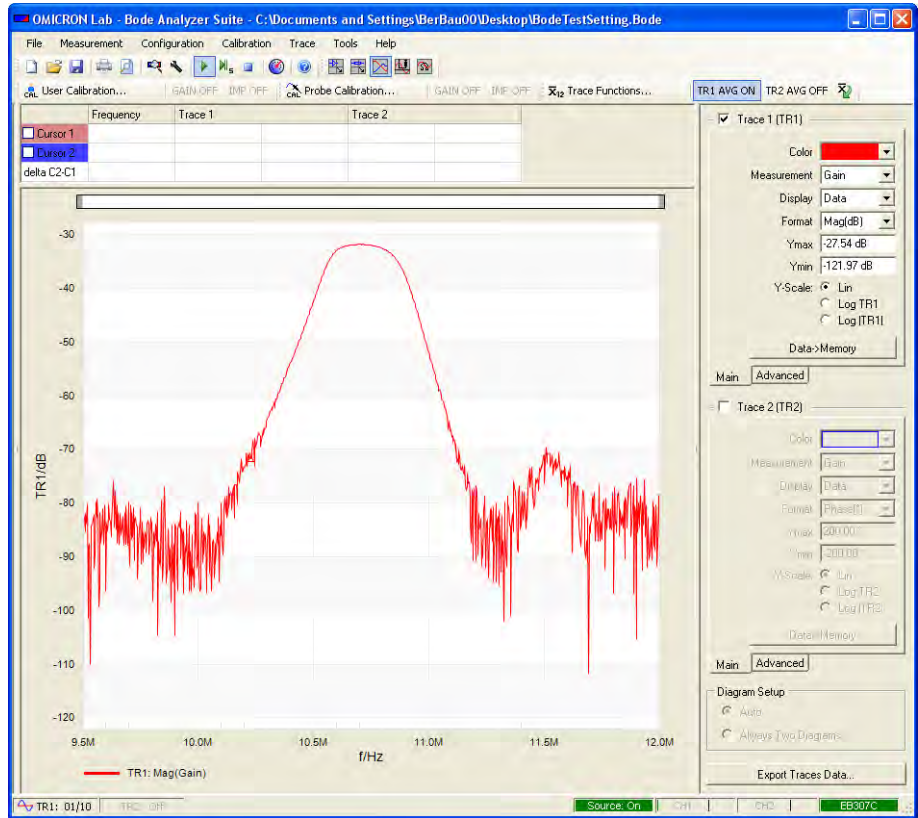 OMICRON Lab - Bode Analyzer Suite - C:\Documents and Settings\BerBau00\Desktop\BodeTestSetting.Bode
File Measurement Configuration Calibration Trace Tools Help
CAL User Calibration... GAIN OFF IMP OFF CAL Probe Calibration... GAIN OFF IMP OFF X12 Trace Functions... TR1 AVG ON TR2 AVG OFF
Frequency Trace 1 Trace 2
Cursor 1
Cursor 2
delta C2-C1
-30
-40
-50
-60
-70
-80
-90
-100
-110
-120
TR1/dB
9.5M 10.0M 10.5M 11.0M 11.5M 12.0M
f/Hz
TR1: Mag(Gain)
Trace 1 (TR1)
Color
Measurement Gain
Display Data
Format Mag(dB)
Ymax -27.54 dB
Ymin -121.97 dB
Y-Scale: Lin
Log TR1
Log |TR1|
Data->Memory
Main Advanced
Trace 2 (TR2)
Color
Measurement Gain
Display Data
Format
Ymax 200.00
Ymin -200.00
Y-Scale: Lin
Log TR2
Log |TR2|
Data->Memory
Main Advanced
Diagram Setup
Auto
Always Two Diagrams
Export Traces Data...
TR1: 01/10 TR2: Off Source: On CH1 CH2 EB307C